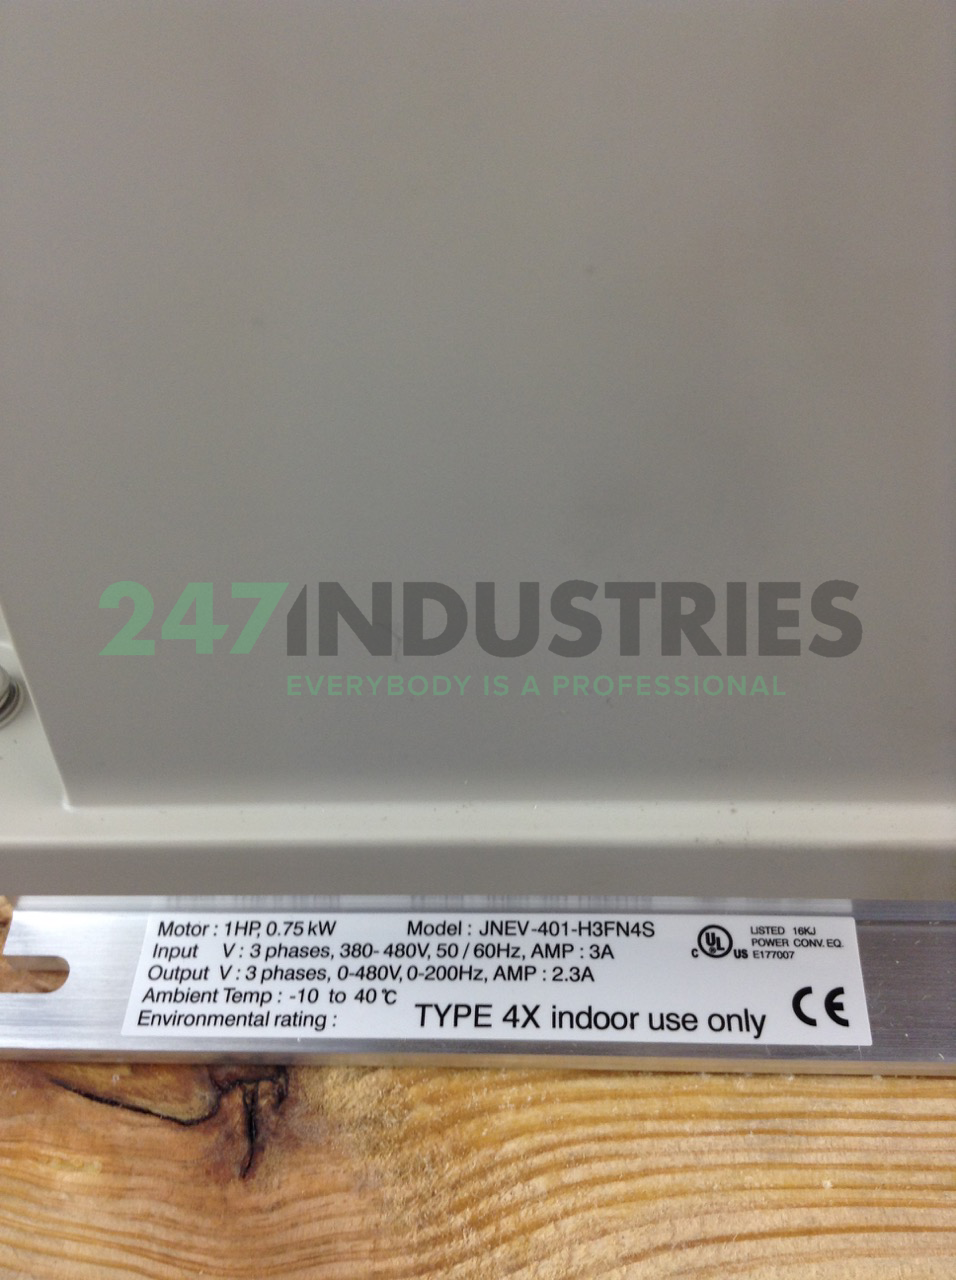 247INDUSTRIES
EVERYBODY IS A PROFESSIONAL
Motor : 1HP, 0.75 kW Model : JNEV-401-H3FN4S
Input V : 3 phases, 380- 480V, 50 / 60Hz, AMP : 3A
Output V : 3 phases, 0-480V, 0-200Hz, AMP : 2.3A
Ambient Temp : -10 to 40 ℃
Environmental rating : TYPE 4X indoor use only
C UL US
LISTED 16KJ
POWER CONV. EQ.
E177007
CE